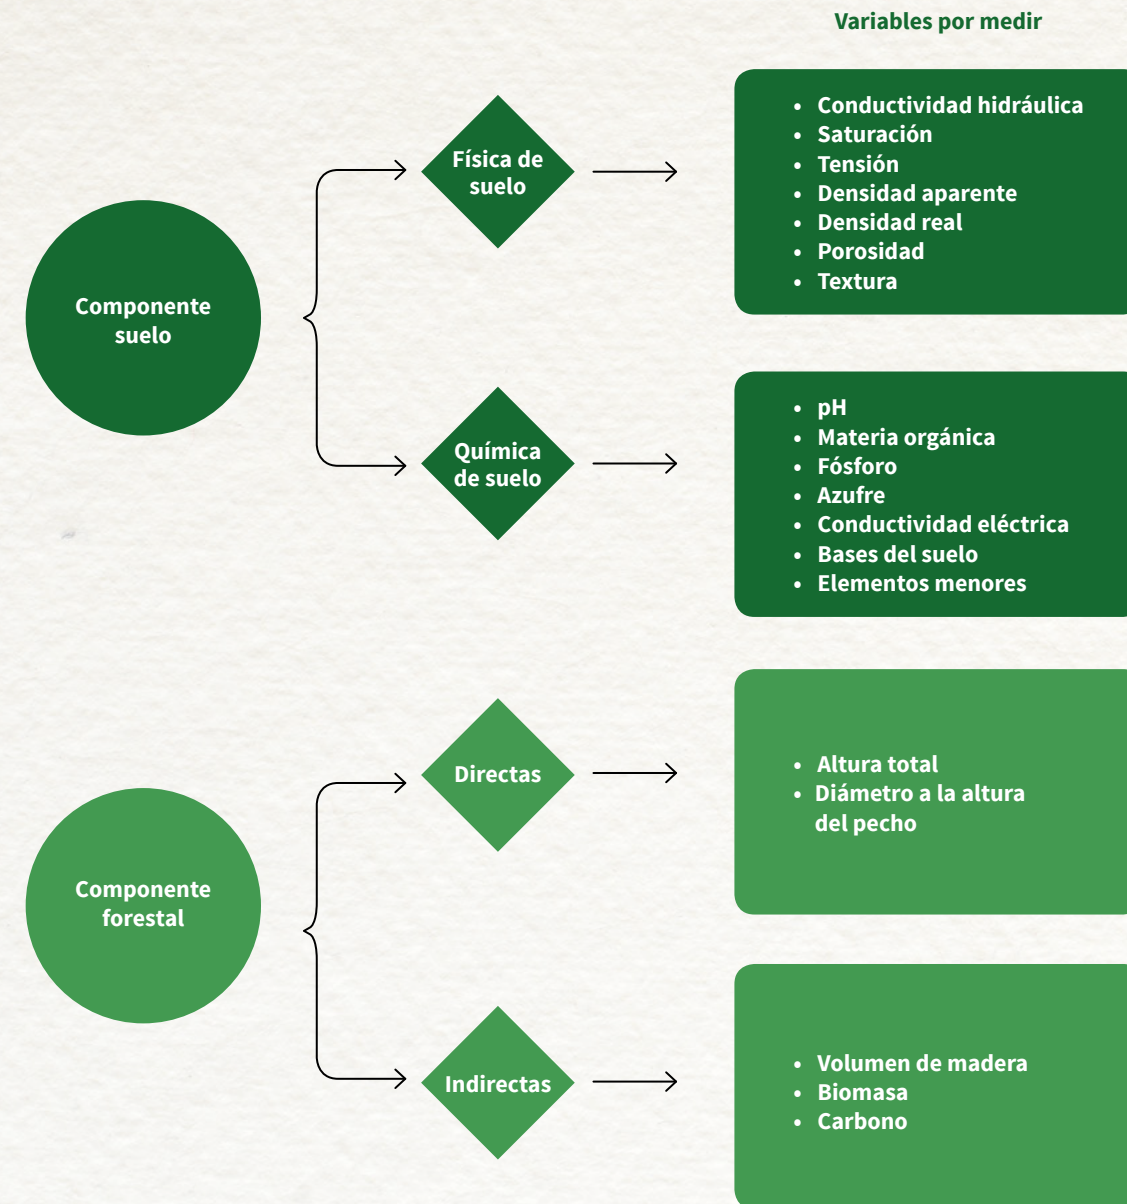 Variables por medir
Componente
suelo
Física de
suelo
• Conductividad hidráulica
• Saturación
• Tensión
• Densidad aparente
• Densidad real
• Porosidad
• Textura
Química
de suelo
• pH
• Materia orgánica
• Fósforo
• Azufre
• Conductividad eléctrica
• Bases del suelo
• Elementos menores
Componente
forestal
Directas
• Altura total
• Diámetro a la altura
del pecho
Indirectas
• Volumen de madera
• Biomasa
• Carbono